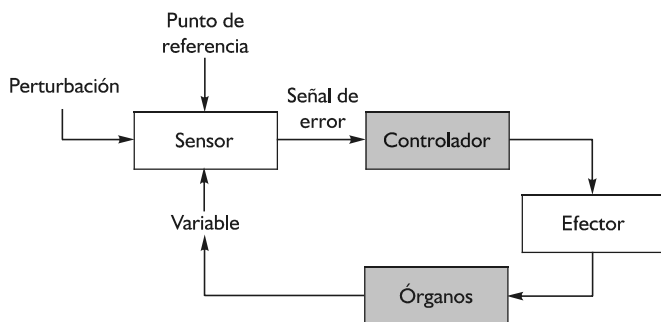 Punto de
referencia
Perturbación
Señal de
error
Sensor
Controlador
Variable
Efector
Órganos